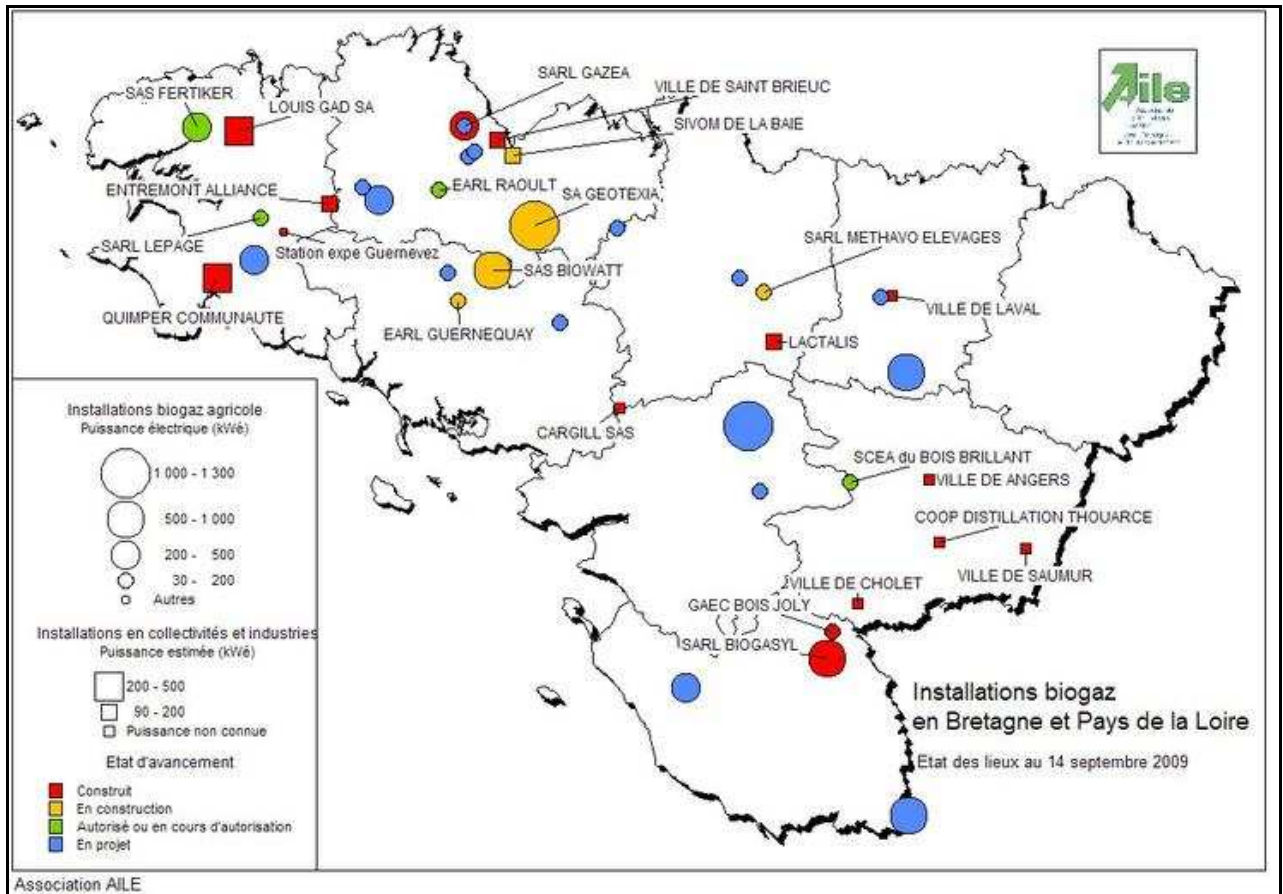 SARL GAZEA
SAS FERTIKER
VILLE DE SAINT BRIEUC
LOUIS GAD SA
SIVOM DE LA BAIE
Aile
ENTREMONT ALLIANCE
EARL RAOULT
SA GEOTEXIA
SARL LEPAGE
Station expe Guernevez
SARL METHAVO ELEVAGES
SAS BIOWATT
QUIMPER COMMUNAUTE
EARL GUERNEQUAY
VILLE DE LAVAL
LACTALIS
CARGILL SAS
SCEA du BOIS BRILLANT
VILLE DE ANGERS
COOP DISTILLATION THOUARCE
VILLE DE SAUMUR
VILLE DE CHOLET
GAEC BOIS JOLY
SARL BIOGASYL
Installations biogaz agricole
Puissance électrique (kWé)
1 000 - 1 300
500 - 1 000
200 - 500
30 - 200
Autres
Installations en collectivités et industries
Puissance estimée (kWé)
200 - 500
90 - 200
Puissance non connue
Etat d'avancement
Construit
En construction
Autorisé ou en cours d'autorisation
En projet
Installations biogaz
en Bretagne et Pays de la Loire
Etat des lieux au 14 septembre 2009
Association AILE